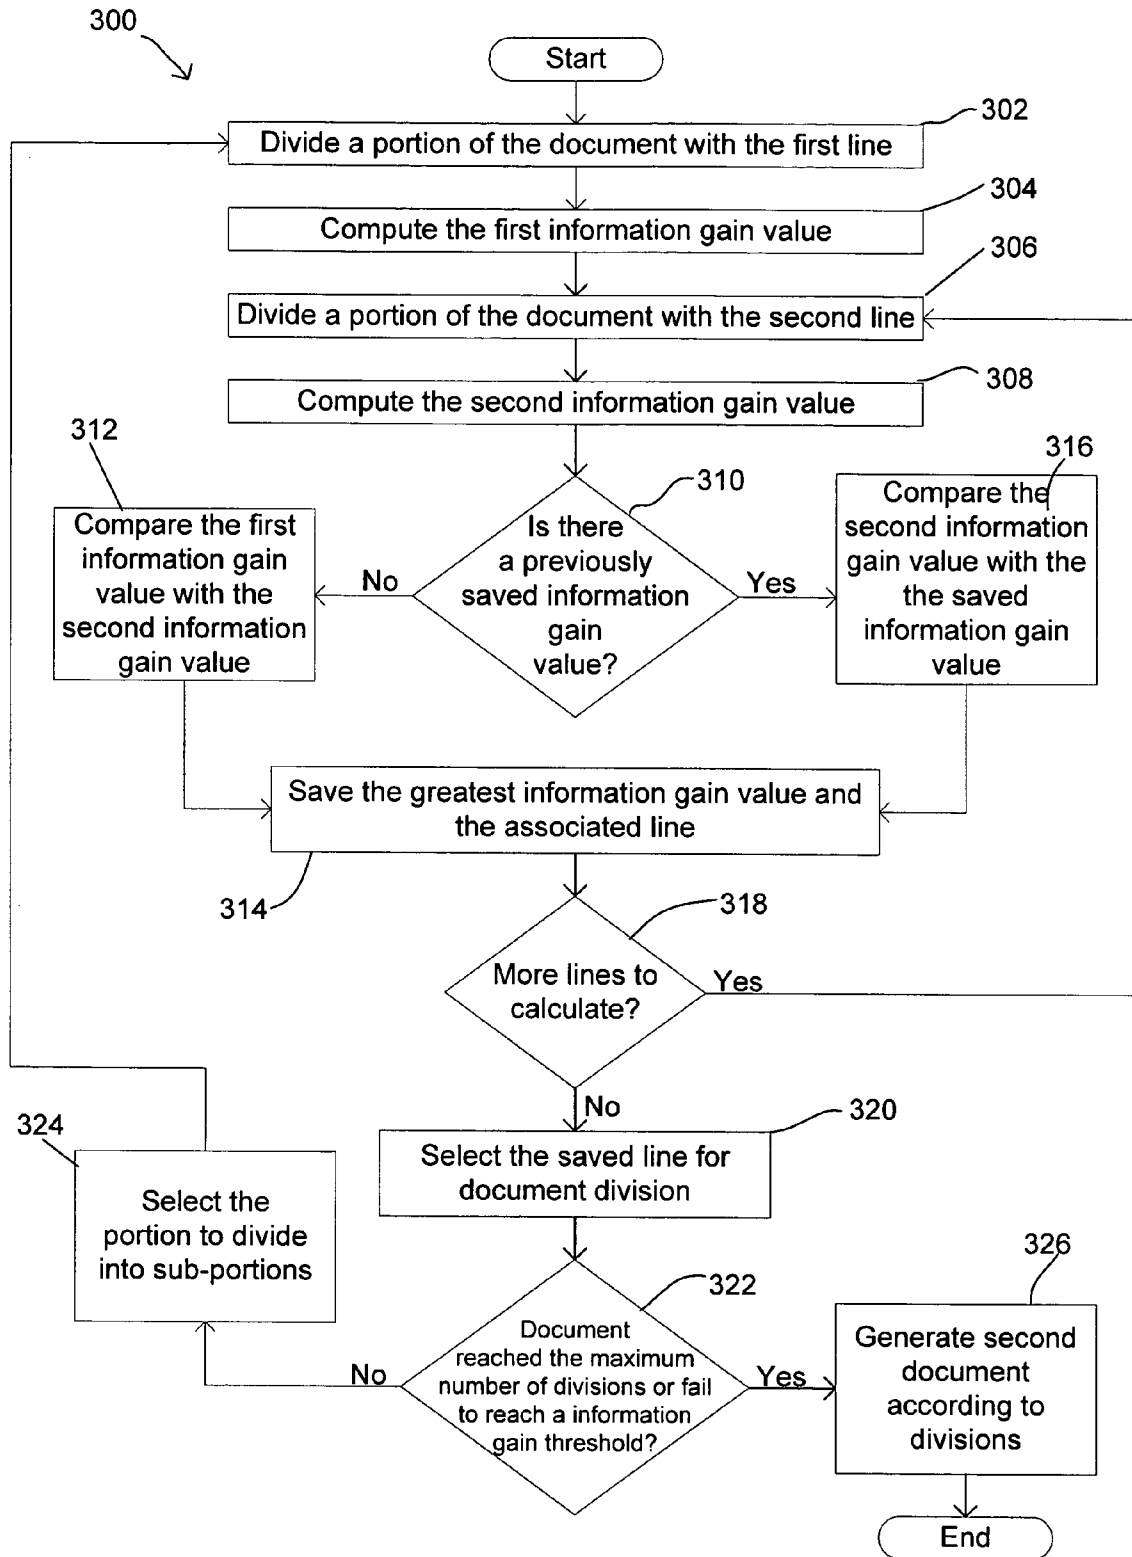 300
Start
302
Divide a portion of the document with the first line
304
Compute the first information gain value
306
Divide a portion of the document with the second line
308
Compute the second information gain value
312
Compare the first
information gain
value with the
second information
gain value
No
310
Is there
a previously
saved information
gain
value?
Yes
316
Compare the
second information
gain value with the
the saved
information gain
value
Save the greatest information gain value and
the associated line
314
318
More lines to
calculate?
Yes
No
320
Select the saved line for
document division
324
Select the
portion to divide
into sub-portions
322
Document
reached the maximum
number of divisions or fail
to reach a information
gain threshold?
No
Yes
326
Generate second
document
according to
divisions
End